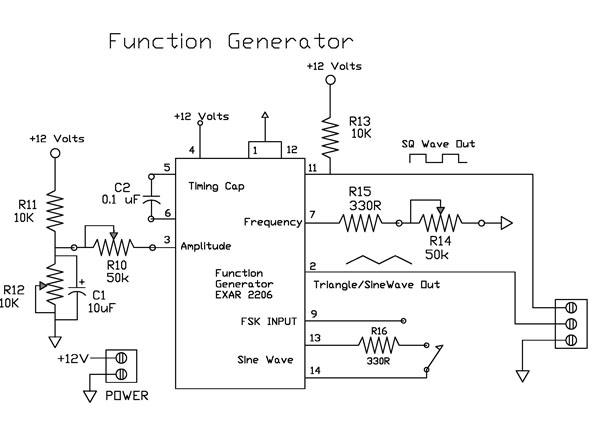 Function Generator
+12 Volts
+12 Volts
R13
10K
SQ Wave Out
+12 Volts
4
1
12
5
11
C2
0.1 uF
Timing Cap
R15
330R
R11
10K
6
Frequency
7
3
Amplitude
R14
50k
R10
50k
2
Function
Generator
EXAR 2206
Triangle/SineWave Out
R12
10K
+
C1
10uF
FSK INPUT
9
13
R16
330R
+12V
Sine Wave
14
POWER